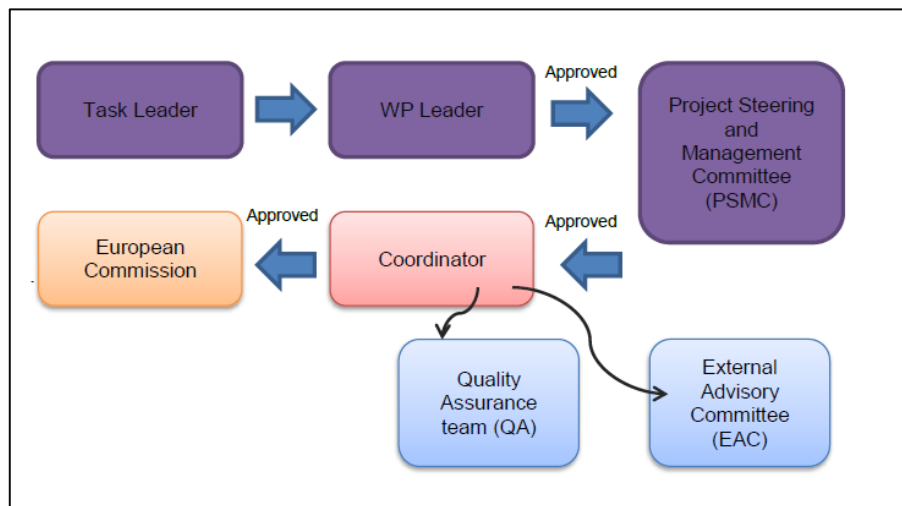 Task Leader
WP Leader
Approved
Project Steering
and
Management
Committee
(PSMC)
European
Commission
Approved
Coordinator
Approved
Quality
Assurance
team (QA)
External
Advisory
Committee
(EAC)